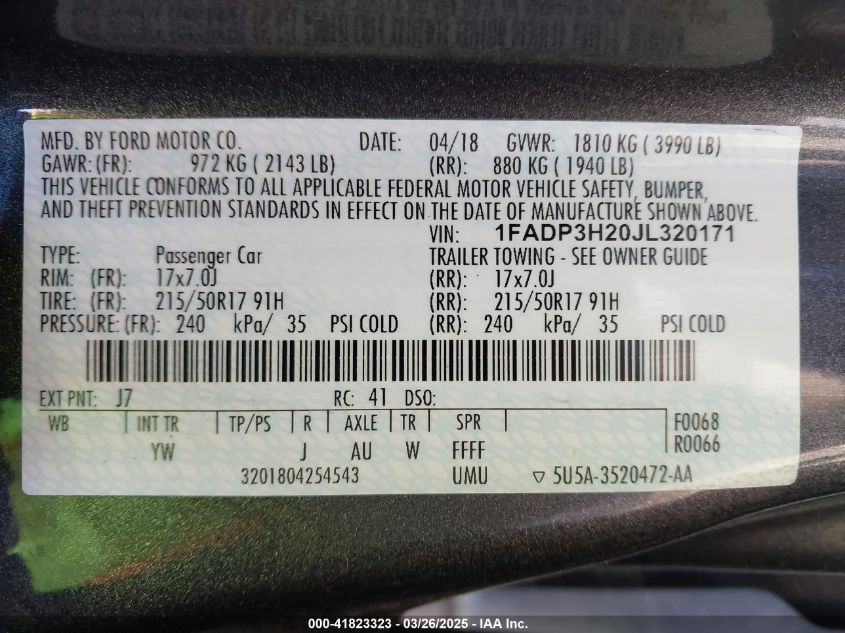 MFD. BY FORD MOTOR CO. DATE: 04/18 GVWR: 1810 KG ( 3990 LB)
GAWR: (FR): 972 KG ( 2143 LB) (RR): 880 KG ( 1940 LB)
THIS VEHICLE CONFORMS TO ALL APPLICABLE FEDERAL MOTOR VEHICLE SAFETY, BUMPER,
AND THEFT PREVENTION STANDARDS IN EFFECT ON THE DATE OF MANUFACTURE SHOWN ABOVE.
VIN: 1FADP3H20JL320171
TYPE: Passenger Car TRAILER TOWING - SEE OWNER GUIDE
RIM: (FR): 17x7.0J (RR): 17x7.0J
TIRE: (FR): 215/50R17 91H (RR): 215/50R17 91H
PRESSURE: (FR): 240 kPa/ 35 PSI COLD (RR): 240 kPa/ 35 PSI COLD
EXT PNT: J7 RC: 41 DSO:
WB INT TR TP/PS R AXLE TR SPR F0068
YW J AU W FFFF R0066
3201804254543 UMU ▽ 5U5A-3520472-AA
000-41823323 - 03/26/2025 - IAA Inc.